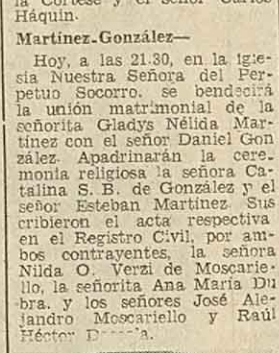 la Cortese y el señor Carlos
Háquin.
Martínez-González—
Hoy, a las 21.30, en la igle-
sia Nuestra Señora del Per-
petuo Socorro, se bendecirá
la unión matrimonial de la
señorita Gladys Nélida Mar-
tínez con el señor Daniel Gon
zález. Apadrinarán la cere-
monia religiosa la señora Ca-
talina S. B. de González y el
señor Esteban Martínez. Sus
cribieron el acta respectiva
en el Registro Civil, por am-
bos contrayentes, la señora
Nilda O. Verzi de Moscarie-
llo, la señorita Ana María Du
bra, y los señores José Ale-
jandro Moscariello y Raúl
Héctor